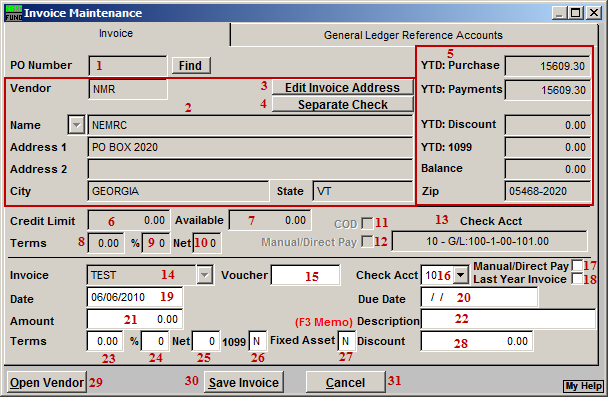 FUND
Invoice Maintenance
Invoice
General Ledger Reference Accounts
PO Number 1 Find
5
YTD: Purchase 15609.30
Vendor NMR
3 Edit Invoice Address
YTD: Payments 15609.30
2
4 Separate Check
Name NEMRC
YTD: Discount 0.00
Address 1 PO BOX 2020
YTD: 1099 0.00
Address 2
Balance 0.00
City GEORGIA State VT
Zip 05468-2020
Credit Limit 6 0.00 Available 7 0.00 COD 11 13 Check Acct
Terms 8 0.00 % 9 0 Net 10 0 Manual/Direct Pay 12 10 - G/L:100-1-00-101.00
Invoice TEST 14 Voucher 15 Check Acct 10 16 Manual/Direct Pay 17
Last Year Invoice 18
Date 06/06/2010 19 Due Date / / 20
Amount 21 0.00 (F3 Memo) Description 22
Terms 0.00 % 0 Net 0 1099 N Fixed Asset N Discount 28 0.00
23 24 25 26 27
Open Vendor 29 30 Save Invoice Cancel 31
My Help